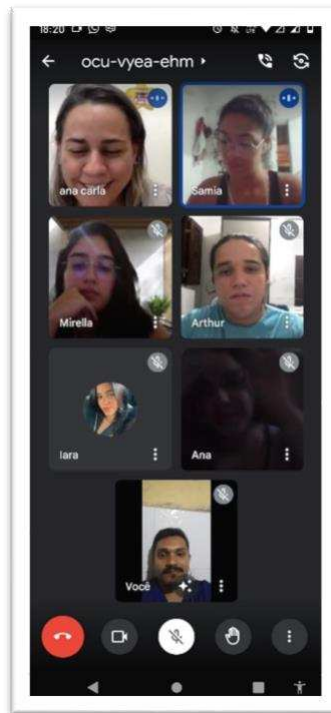 18:20
ocu-vyea-ehm
ana carla
Samia
Mirella
Arthur
Iara
Ana
Você